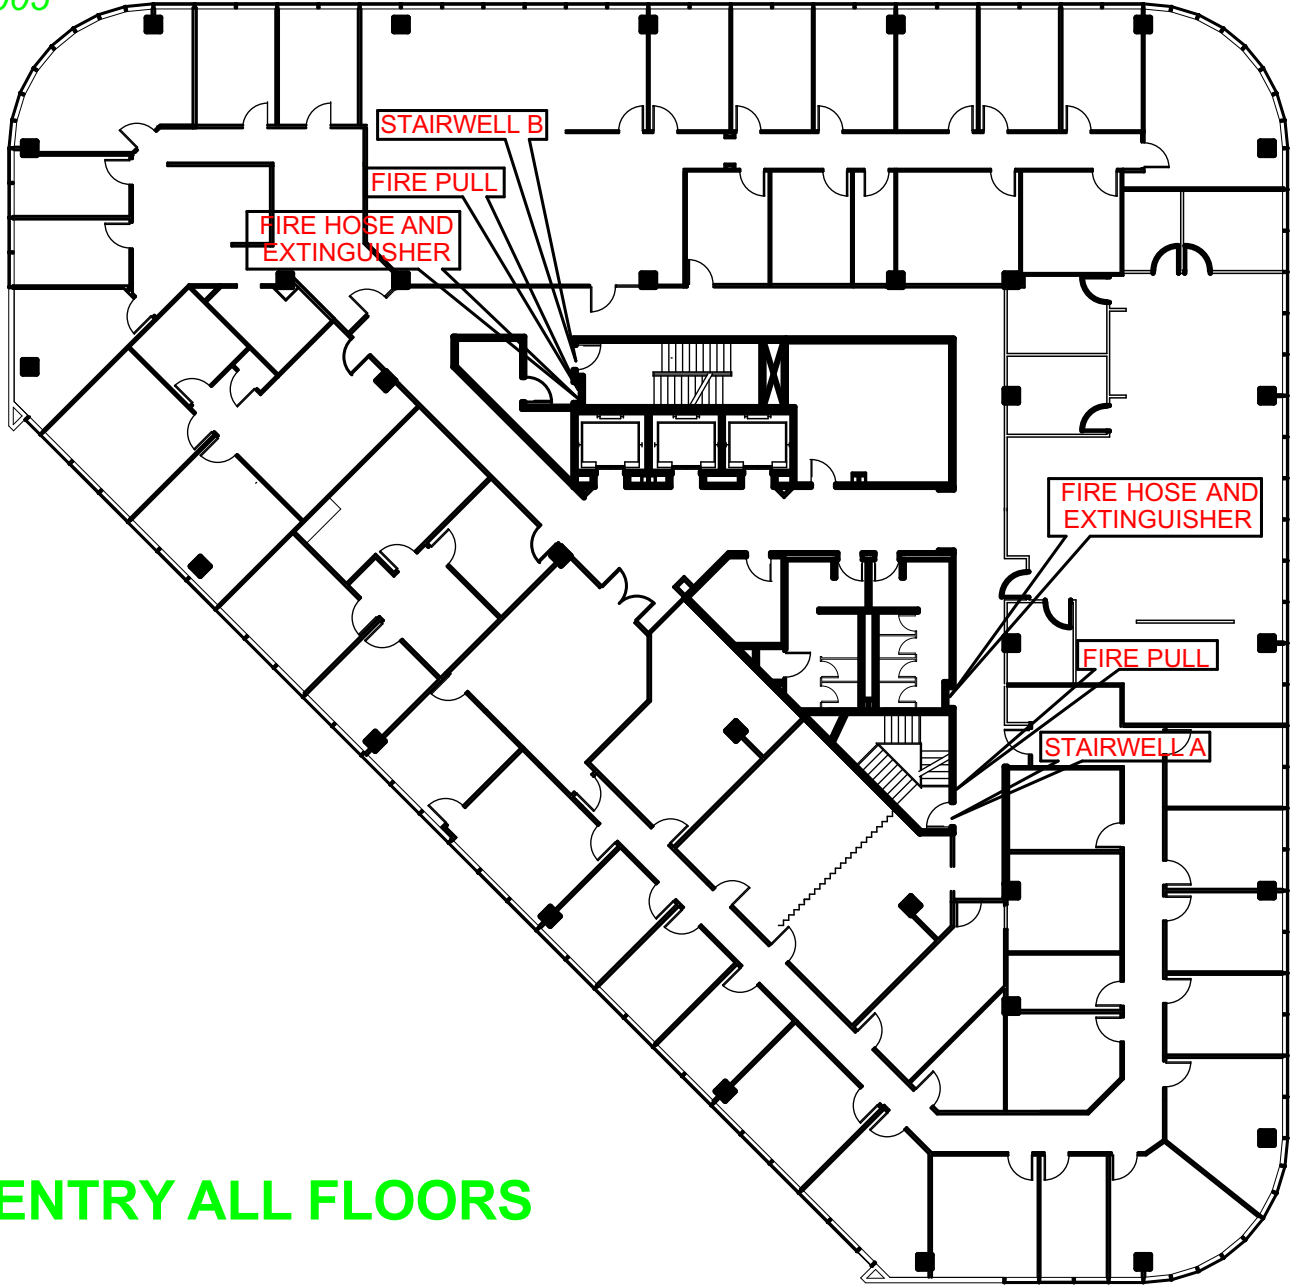 STAIRWELL B
FIRE PULL
FIRE HOSE AND
EXTINGUISHER
FIRE HOSE AND
EXTINGUISHER
FIRE PULL
STAIRWELL A
ENTRY ALL FLOORS